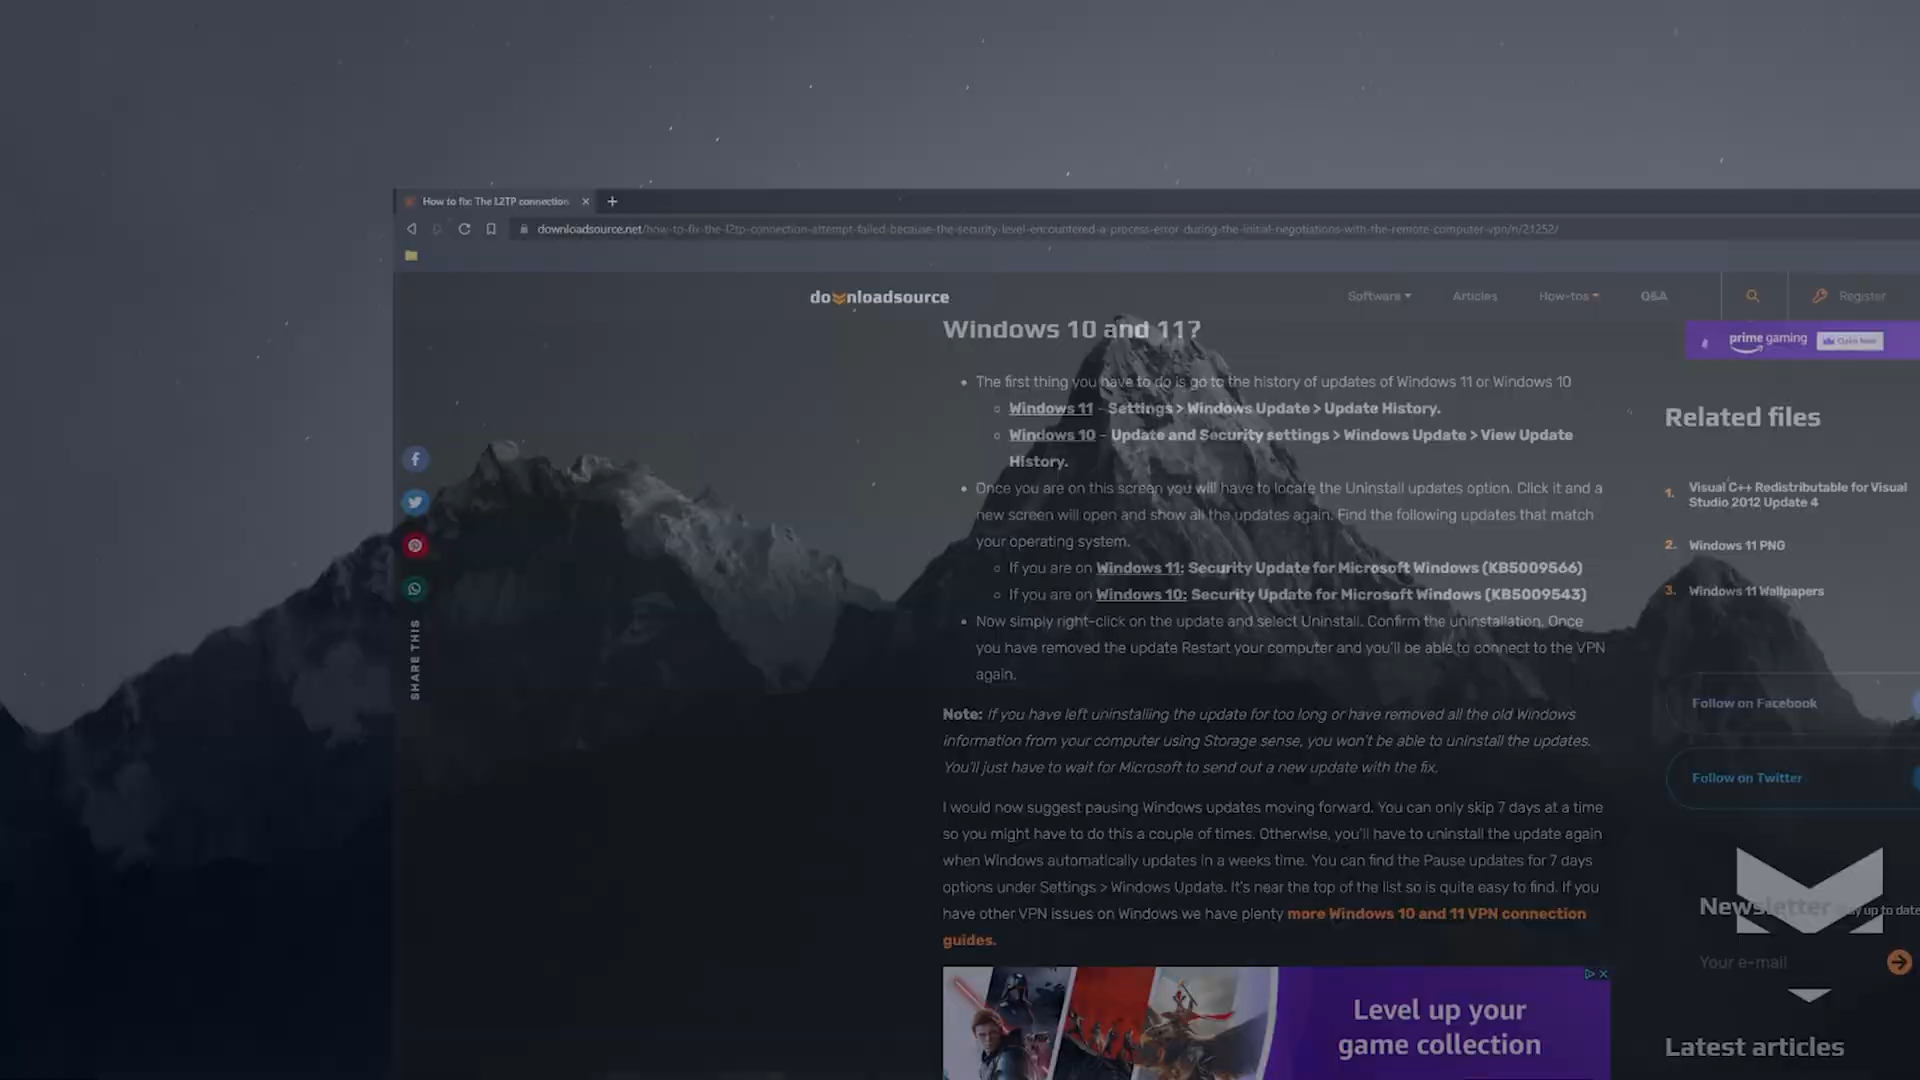 How to fix: The L2TP connection
downloadsource.net/how-to-fix-the-l2tp-connection-attempt-failed-because-the-security-level-encountered-a-process-error-during-the-initial-negotiations-with-the-remote-computer-vpn/n/21252/
downloadsource
Software
Articles
How-tos
Q&A
Register
Windows 10 and 11?
prime gaming
Claim Now
The first thing you have to do is go to the history of updates of Windows 11 or Windows 10
Windows 11 - Settings > Windows Update > Update History.
Windows 10 - Update and Security settings > Windows Update > View Update
History.
Once you are on this screen you will have to locate the Uninstall updates option. Click it and a
new screen will open and show all the updates again. Find the following updates that match
your operating system.
If you are on Windows 11: Security Update for Microsoft Windows (KB5009566)
If you are on Windows 10: Security Update for Microsoft Windows (KB5009543)
Now simply right-click on the update and select Uninstall. Confirm the uninstallation. Once
you have removed the update Restart your computer and you'll be able to connect to the VPN
again.
Note: If you have left uninstalling the update for too long or have removed all the old Windows
information from your computer using Storage sense, you won't be able to uninstall the updates.
You'll just have to wait for Microsoft to send out a new update with the fix.
I would now suggest pausing Windows updates moving forward. You can only skip 7 days at a time
so you might have to do this a couple of times. Otherwise, you'll have to uninstall the update again
when Windows automatically updates in a weeks time. You can find the Pause updates for 7 days
options under Settings > Windows Update. It's near the top of the list so is quite easy to find. If you
have other VPN issues on Windows we have plenty more Windows 10 and 11 VPN connection
guides.
Level up your
game collection
SHARE THIS
Related files
1. Visual C++ Redistributable for Visual
Studio 2012 Update 4
2. Windows 11 PNG
3. Windows 11 Wallpapers
Follow on Facebook
Follow on Twitter
Newsletter
up to date
Your e-mail
Latest articles